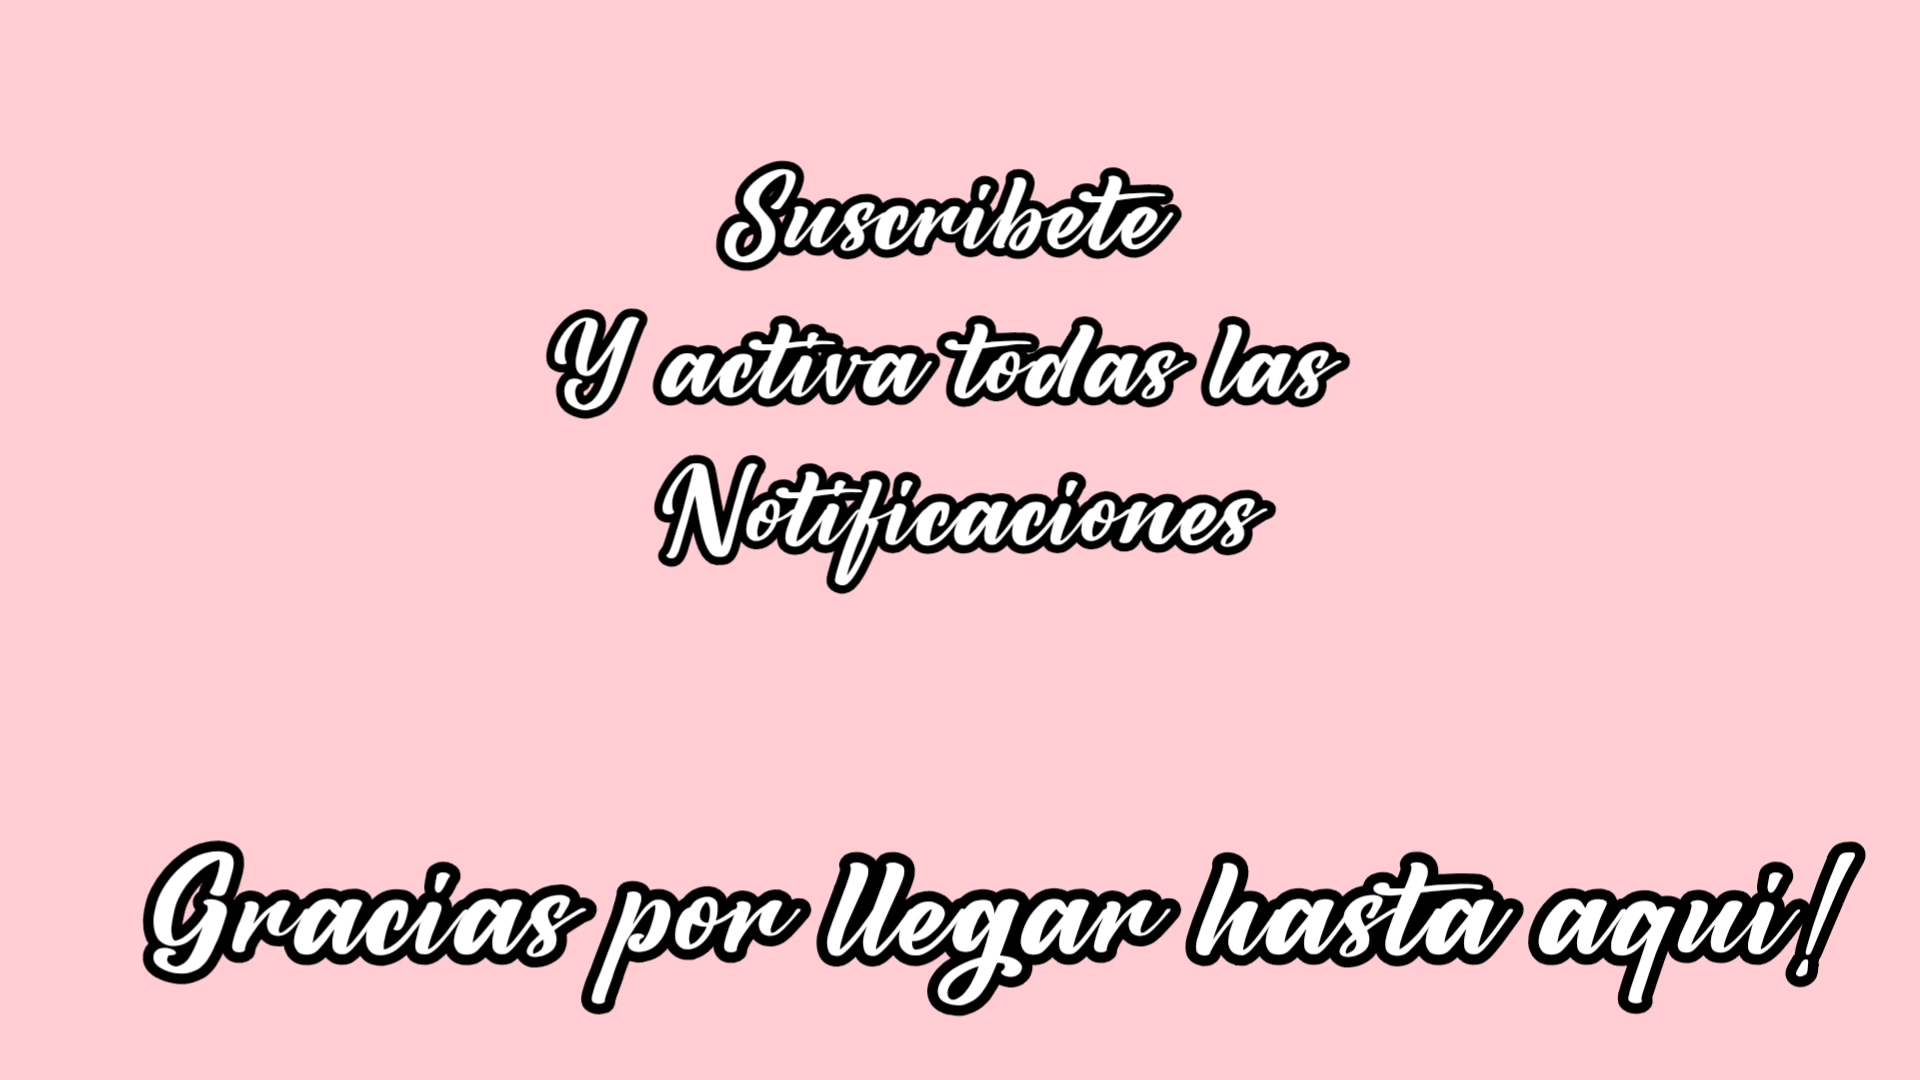 Suscribete
Y activa todas las
Notificaciones
Gracias por llegar hasta aqui!